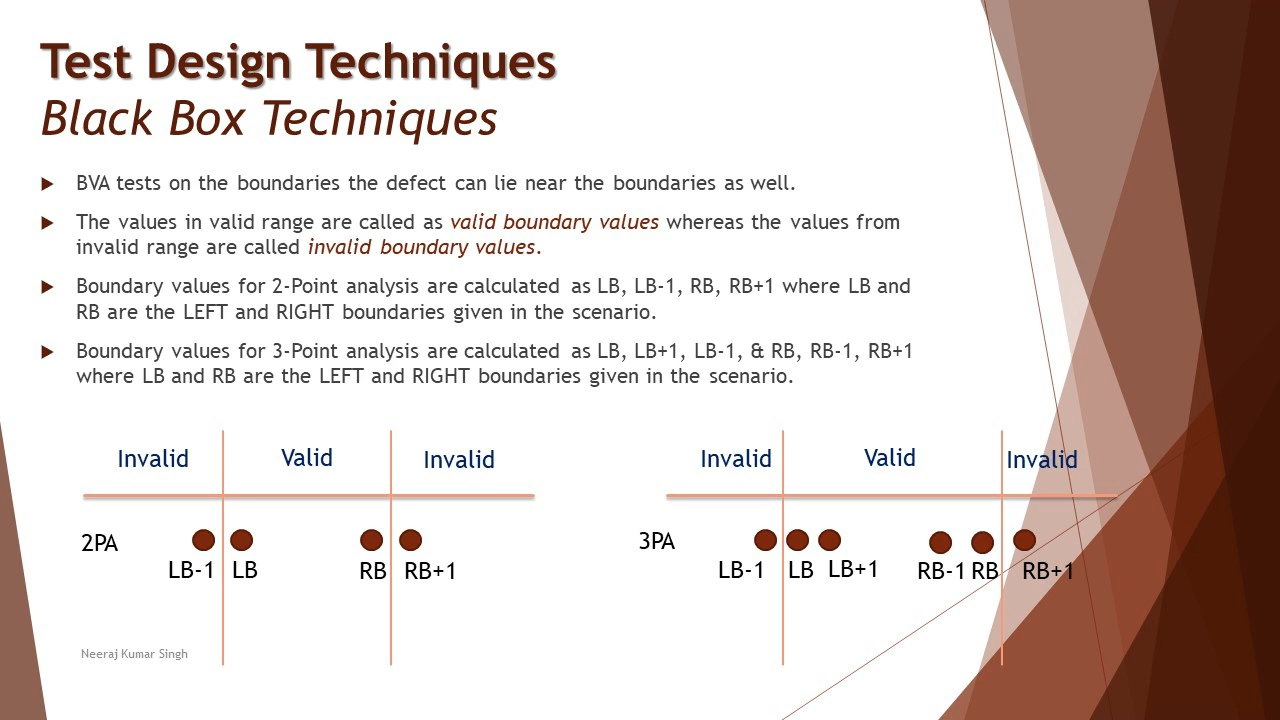 Test Design Techniques
Black Box Techniques
BVA tests on the boundaries the defect can lie near the boundaries as well.
The values in valid range are called as valid boundary values whereas the values from
invalid range are called invalid boundary values.
Boundary values for 2-Point analysis are calculated as LB, LB-1, RB, RB+1 where LB and
RB are the LEFT and RIGHT boundaries given in the scenario.
Boundary values for 3-Point analysis are calculated as LB, LB+1, LB-1, & RB, RB-1, RB+1
where LB and RB are the LEFT and RIGHT boundaries given in the scenario.
Invalid Valid Invalid
2PA
LB-1 LB RB RB+1
Invalid Valid Invalid
3PA
LB-1 LB LB+1 RB-1 RB RB+1
Neeraj Kumar Singh